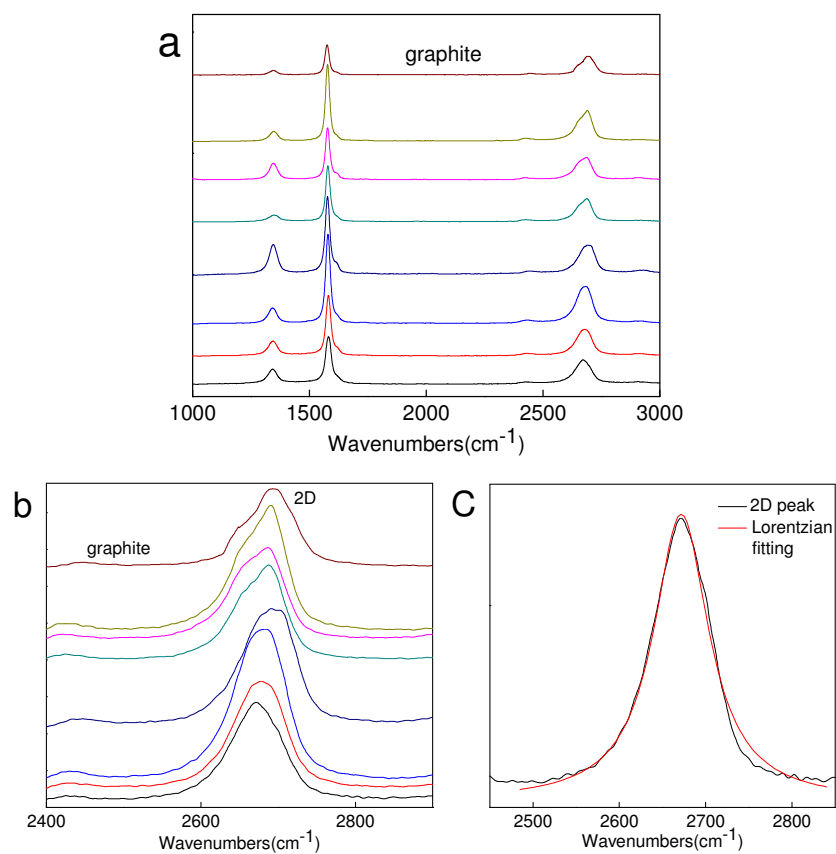 a
graphite
1000 1500 2000 2500 3000
Wavenumbers(cm⁻¹)
b
2D
graphite
2400 2600 2800
Wavenumbers(cm⁻¹)
C
2D peak
Lorentzian
fitting
2500 2600 2700 2800
Wavenumbers(cm⁻¹)